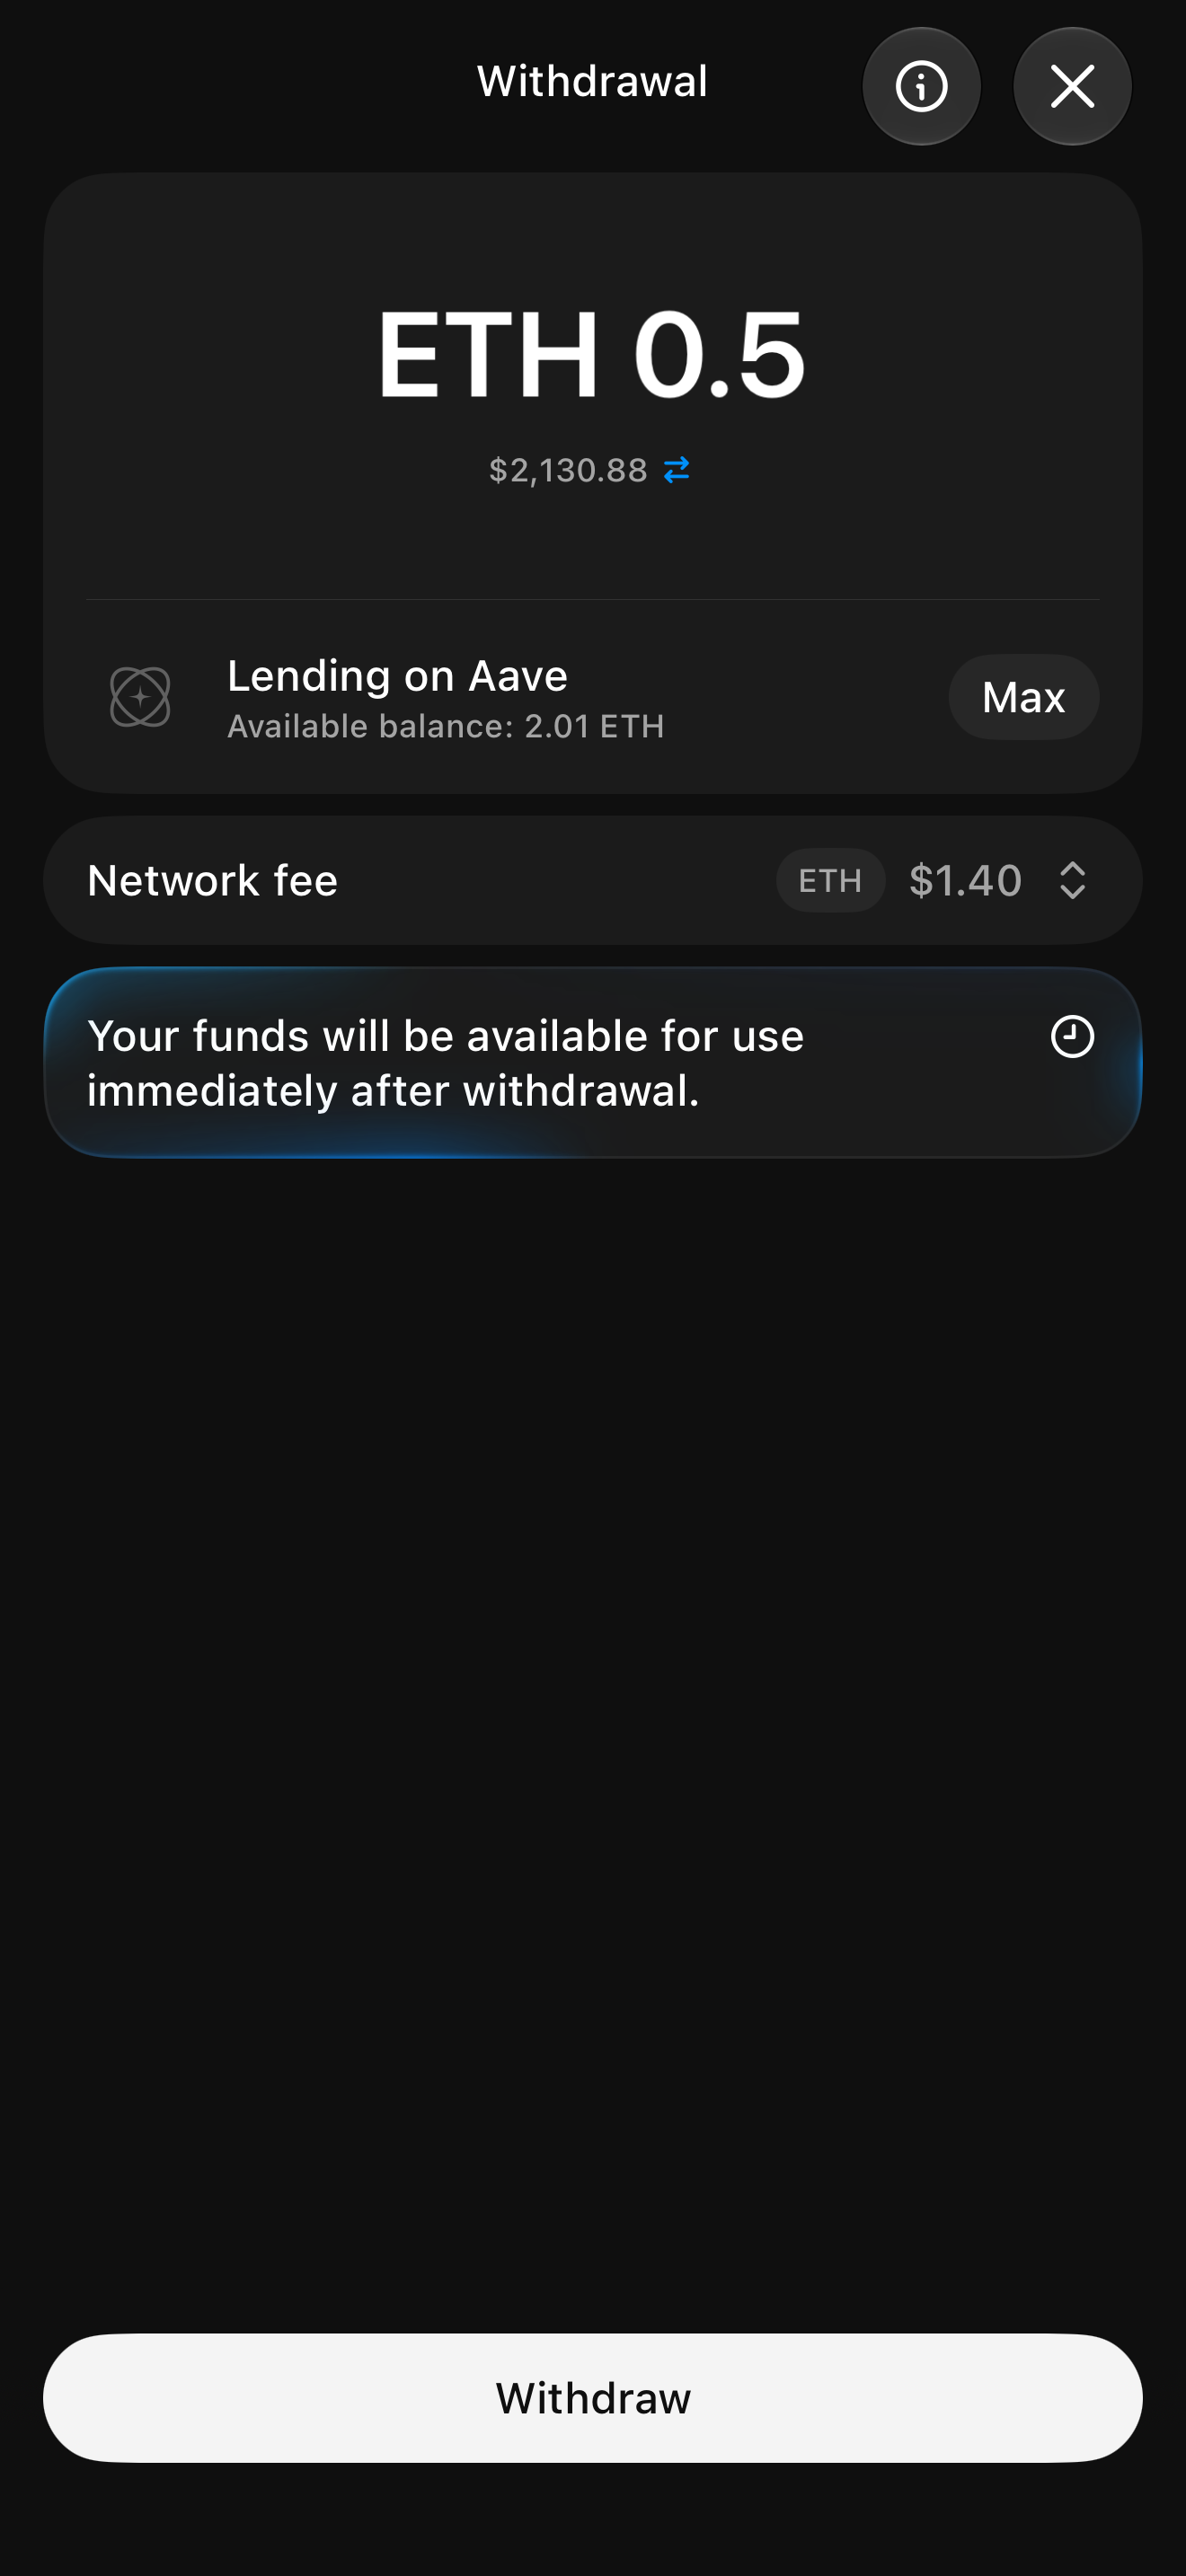 Withdrawal
ETH 0.5
$2,130.88
Lending on Aave
Available balance: 2.01 ETH
Max
Network fee
ETH
$1.40
Your funds will be available for use
immediately after withdrawal.
Withdraw